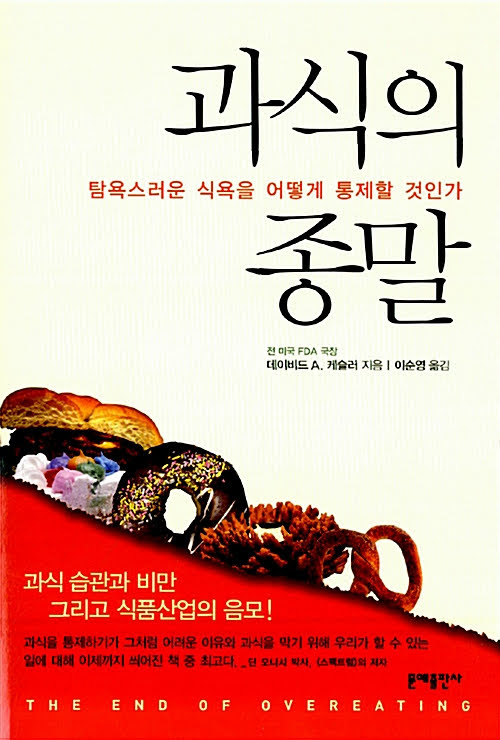 과식의
탐욕스러운 식욕을 어떻게 통제할 것인가
종말
전 미국 FDA 국장
데이비드 A. 케슬러 지음 | 이순영 옮김
과식 습관과 비만
그리고 식품산업의 음모!
과식을 통제하기가 그처럼 어려운 이유와 과식을 막기 위해 우리가 할 수 있는
일에 대해 이제까지 씌어진 책 중 최고다. _딘 오니시 박사, 《스펙트럼》의 저자
문예출판사
THE END OF OVEREATING